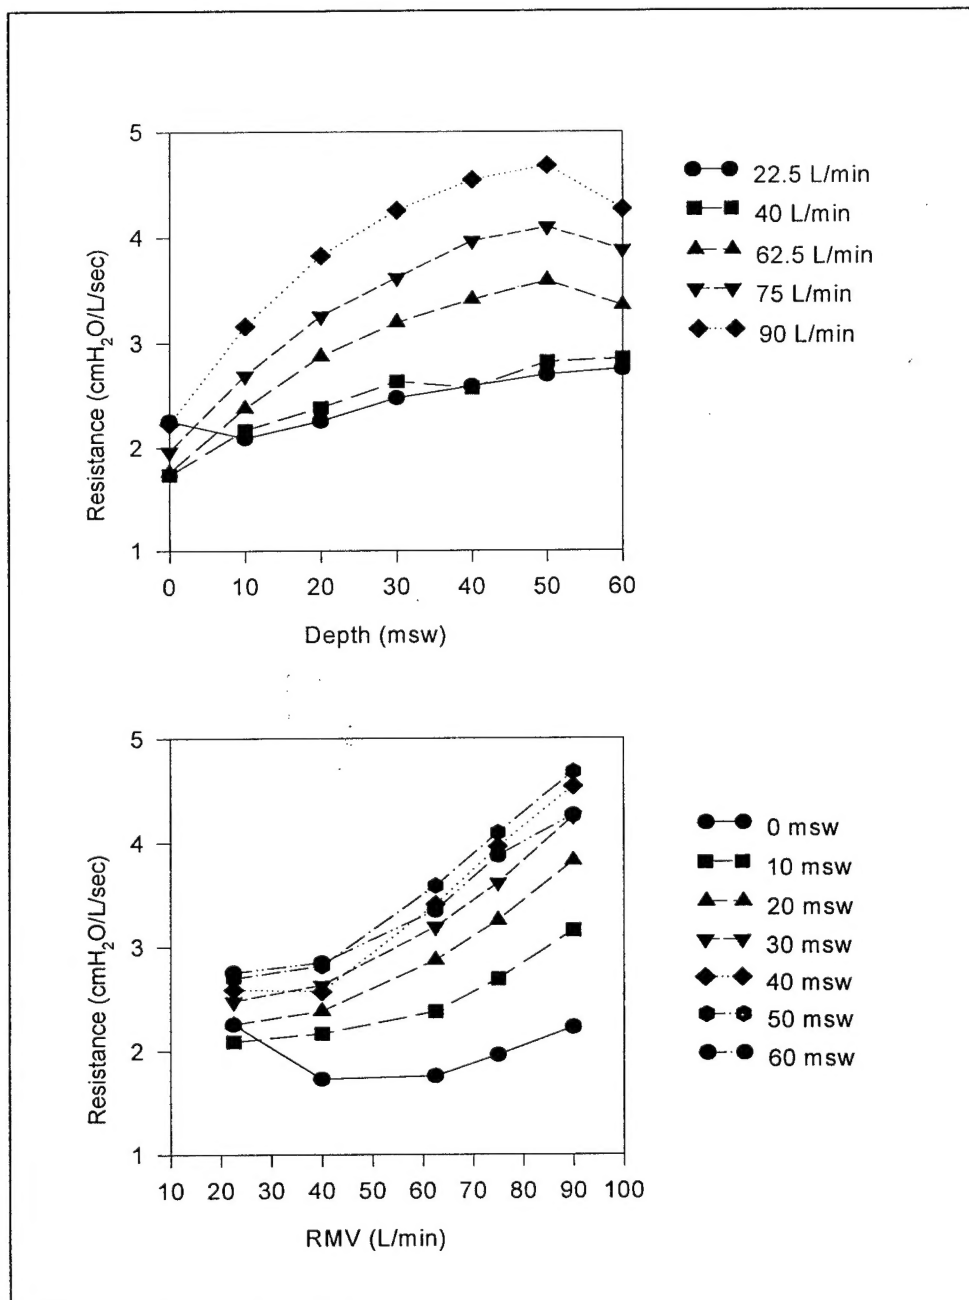 5
4
3
2
1
Resistance (cmH₂O/L/sec)
0 10 20 30 40 50 60
Depth (msw)
22.5 L/min
40 L/min
62.5 L/min
75 L/min
90 L/min
5
4
3
2
1
Resistance (cmH₂O/L/sec)
10 20 30 40 50 60 70 80 90 100
RMV (L/min)
0 msw
10 msw
20 msw
30 msw
40 msw
50 msw
60 msw